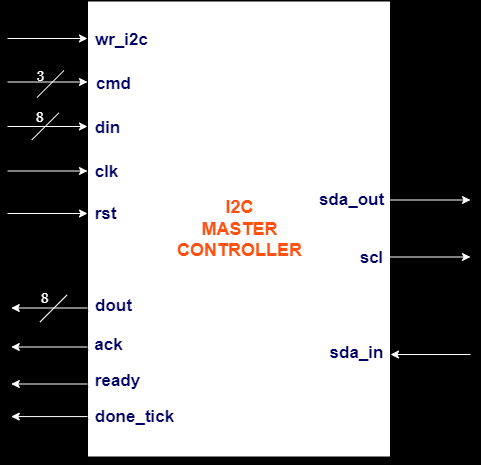 wr_i2c
3
cmd
8
din
clk
rst
I2C
MASTER
CONTROLLER
sda_out
scl
sda_in
8
dout
ack
ready
done_tick